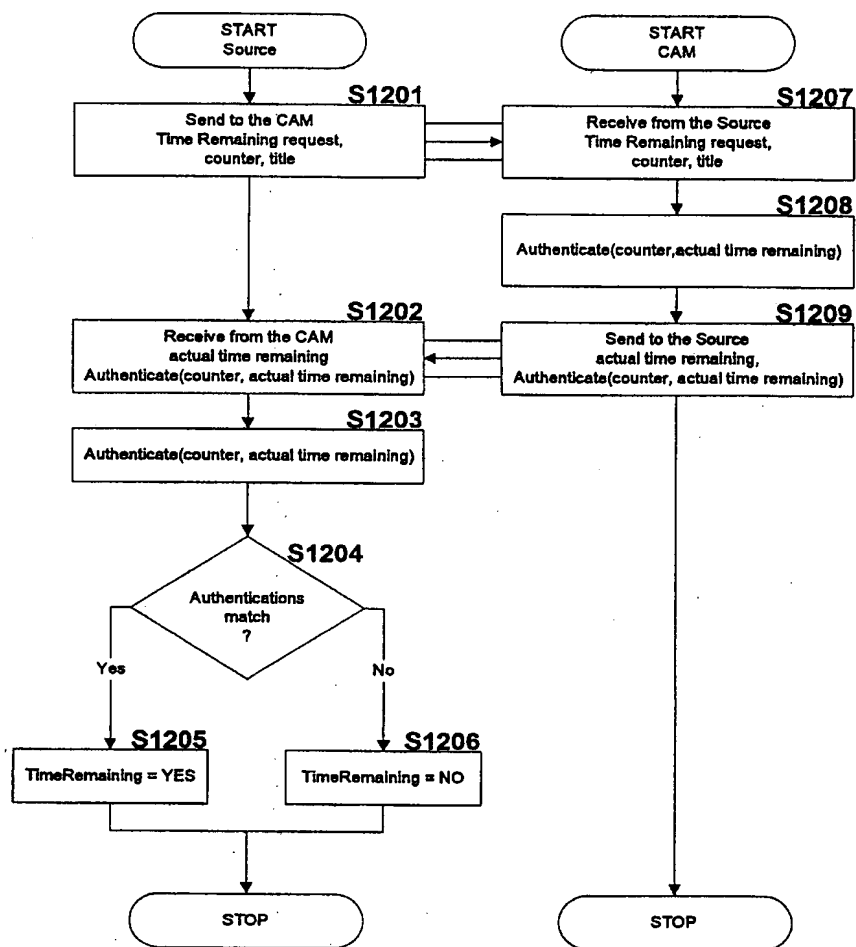 START
Source
START
CAM
S1201
Send to the CAM
Time Remaining request,
counter, title
S1207
Receive from the Source
Time Remaining request,
counter, title
S1208
Authenticate(counter,actual time remaining)
S1202
Receive from the CAM
actual time remaining
Authenticate(counter, actual time remaining)
S1209
Send to the Source
actual time remaining,
Authenticate(counter, actual time remaining)
S1203
Authenticate(counter, actual time remaining)
S1204
Authentications
match
?
Yes
No
S1205
TimeRemaining = YES
S1206
TimeRemaining = NO
STOP
STOP